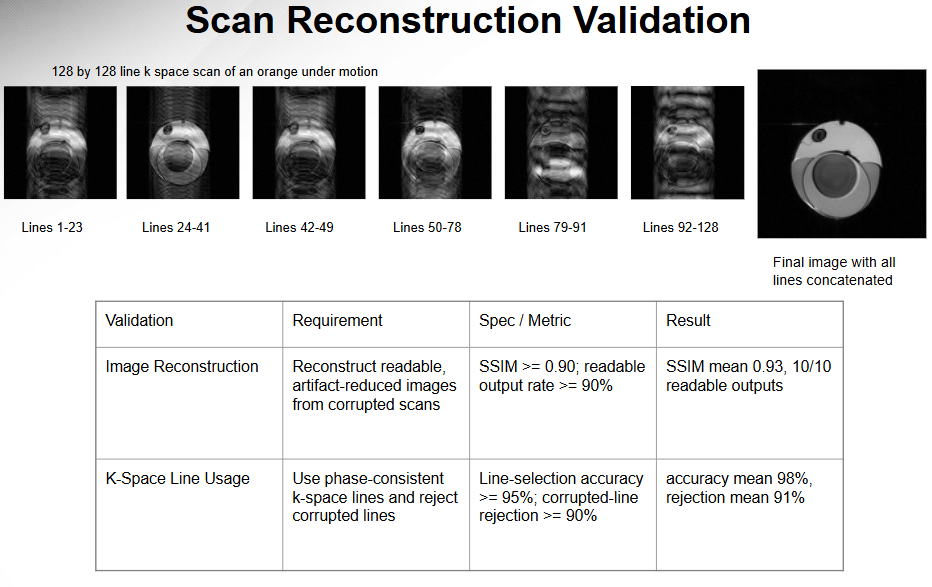 Scan Reconstruction Validation
128 by 128 line k space scan of an orange under motion
Lines 1-23
Lines 24-41
Lines 42-49
Lines 50-78
Lines 79-91
Lines 92-128
Final image with all
lines concatenated
Validation
Requirement
Spec / Metric
Result
Image Reconstruction
Reconstruct readable,
artifact-reduced images
from corrupted scans
SSIM >= 0.90; readable
output rate >= 90%
SSIM mean 0.93, 10/10
readable outputs
K-Space Line Usage
Use phase-consistent
k-space lines and reject
corrupted lines
Line-selection accuracy
>= 95%; corrupted-line
rejection >= 90%
accuracy mean 98%,
rejection mean 91%